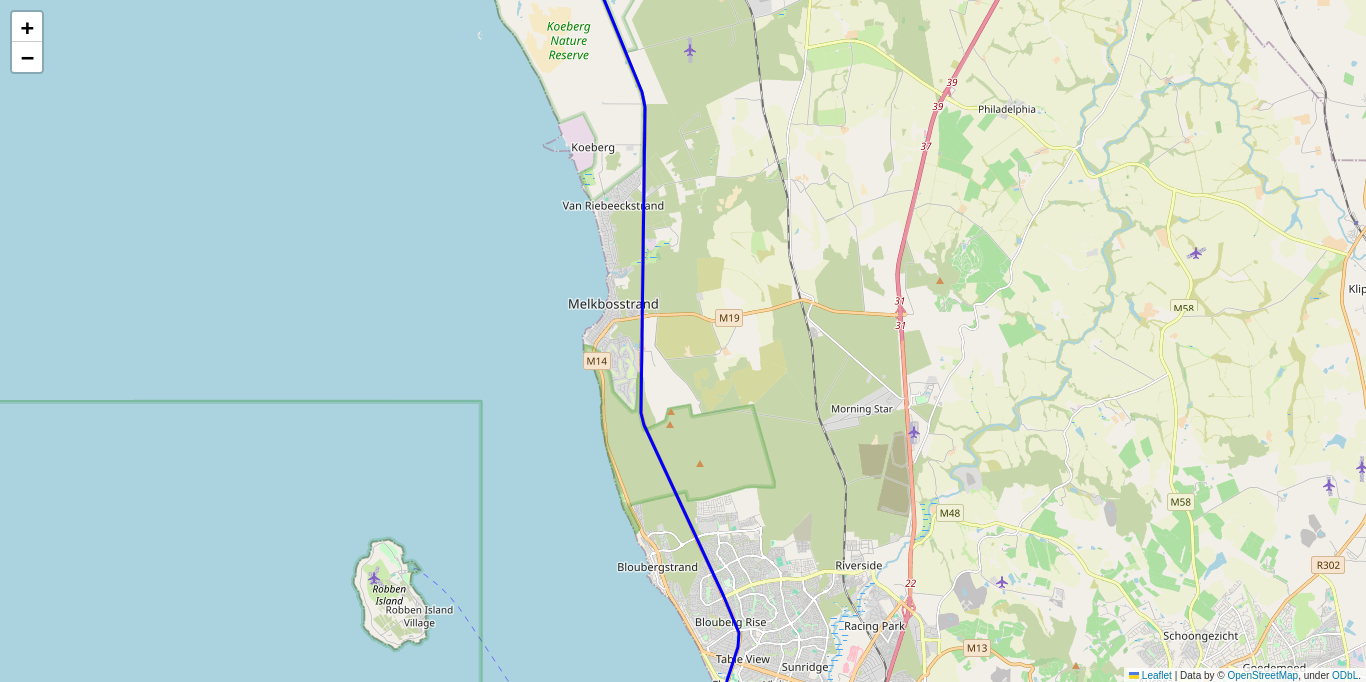 +
−
Koeberg
Nature
Reserve
39
39
Philadelphia
37
Koeberg
Van Riebeeckstrand
Melkbosstrand
M19
31
31
M58
Klip
M14
Morning Star
M58
M48
R302
Bloubergstrand
Riverside
22
Robben
Island
Robben Island
Village
Blouberg Rise
Racing Park
Schoongezicht
M13
Table View
Sunridge
Goedemoed
Leaflet | Data by © OpenStreetMap, under ODbL.